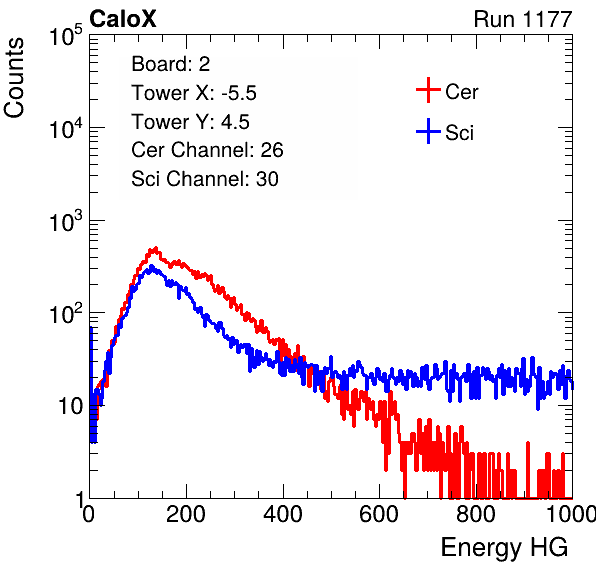 CaloX
Run 1177
Counts
10^5
10^4
10^3
10^2
10
1
Board: 2
Tower X: -5.5
Tower Y: 4.5
Cer Channel: 26
Sci Channel: 30
Cer
Sci
0 200 400 600 800 1000
Energy HG